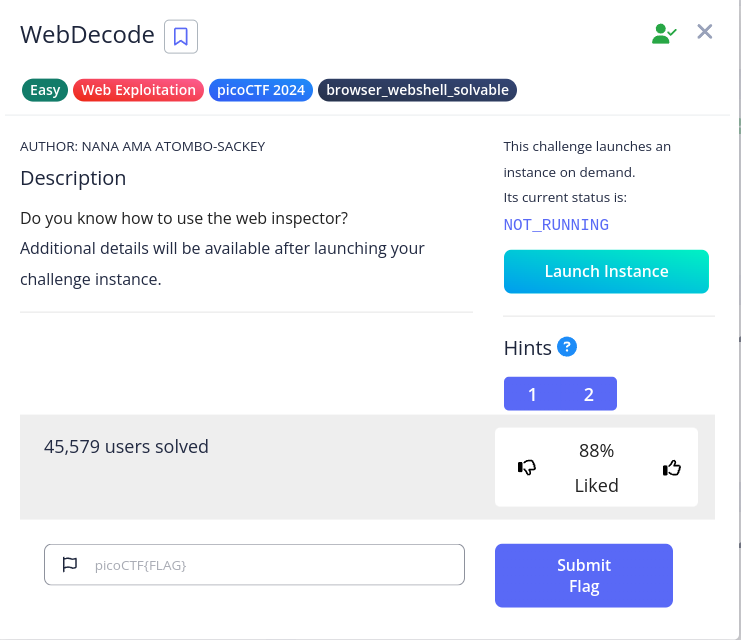 WebDecode
Easy Web Exploitation picoCTF 2024 browser_webshell_solvable
AUTHOR: NANA AMA ATOMBO-SACKEY
Description
Do you know how to use the web inspector?
Additional details will be available after launching your
challenge instance.
This challenge launches an
instance on demand.
Its current status is:
NOT_RUNNING
Launch Instance
Hints ?
1 2
45,579 users solved
88%
Liked
picoCTF{FLAG}
Submit
Flag